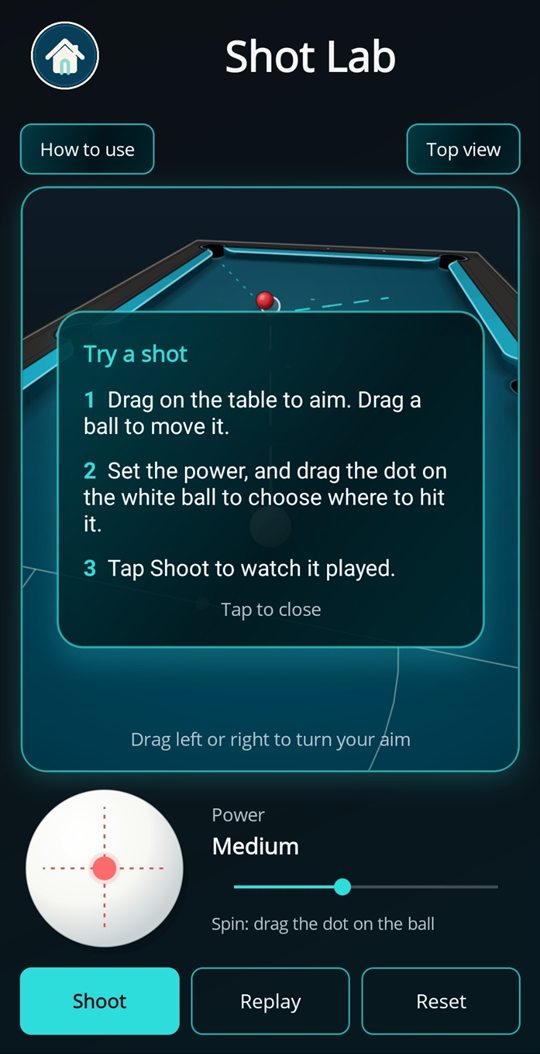 Shot Lab
How to use
Top view
Try a shot
1 Drag on the table to aim. Drag a
ball to move it.
2 Set the power, and drag the dot on
the white ball to choose where to hit
it.
3 Tap Shoot to watch it played.
Tap to close
Drag left or right to turn your aim
Power
Medium
Spin: drag the dot on the ball
Shoot
Replay
Reset